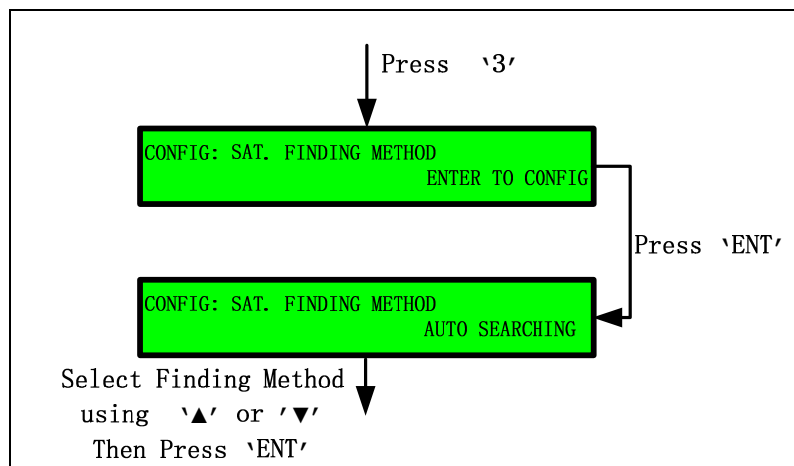 Press ‵3′
CONFIG: SAT. FINDING METHOD
ENTER TO CONFIG
Press ‵ENT′
CONFIG: SAT. FINDING METHOD
AUTO SEARCHING
Select Finding Method
using ‵▲′ or ′▼′
Then Press ‵ENT′